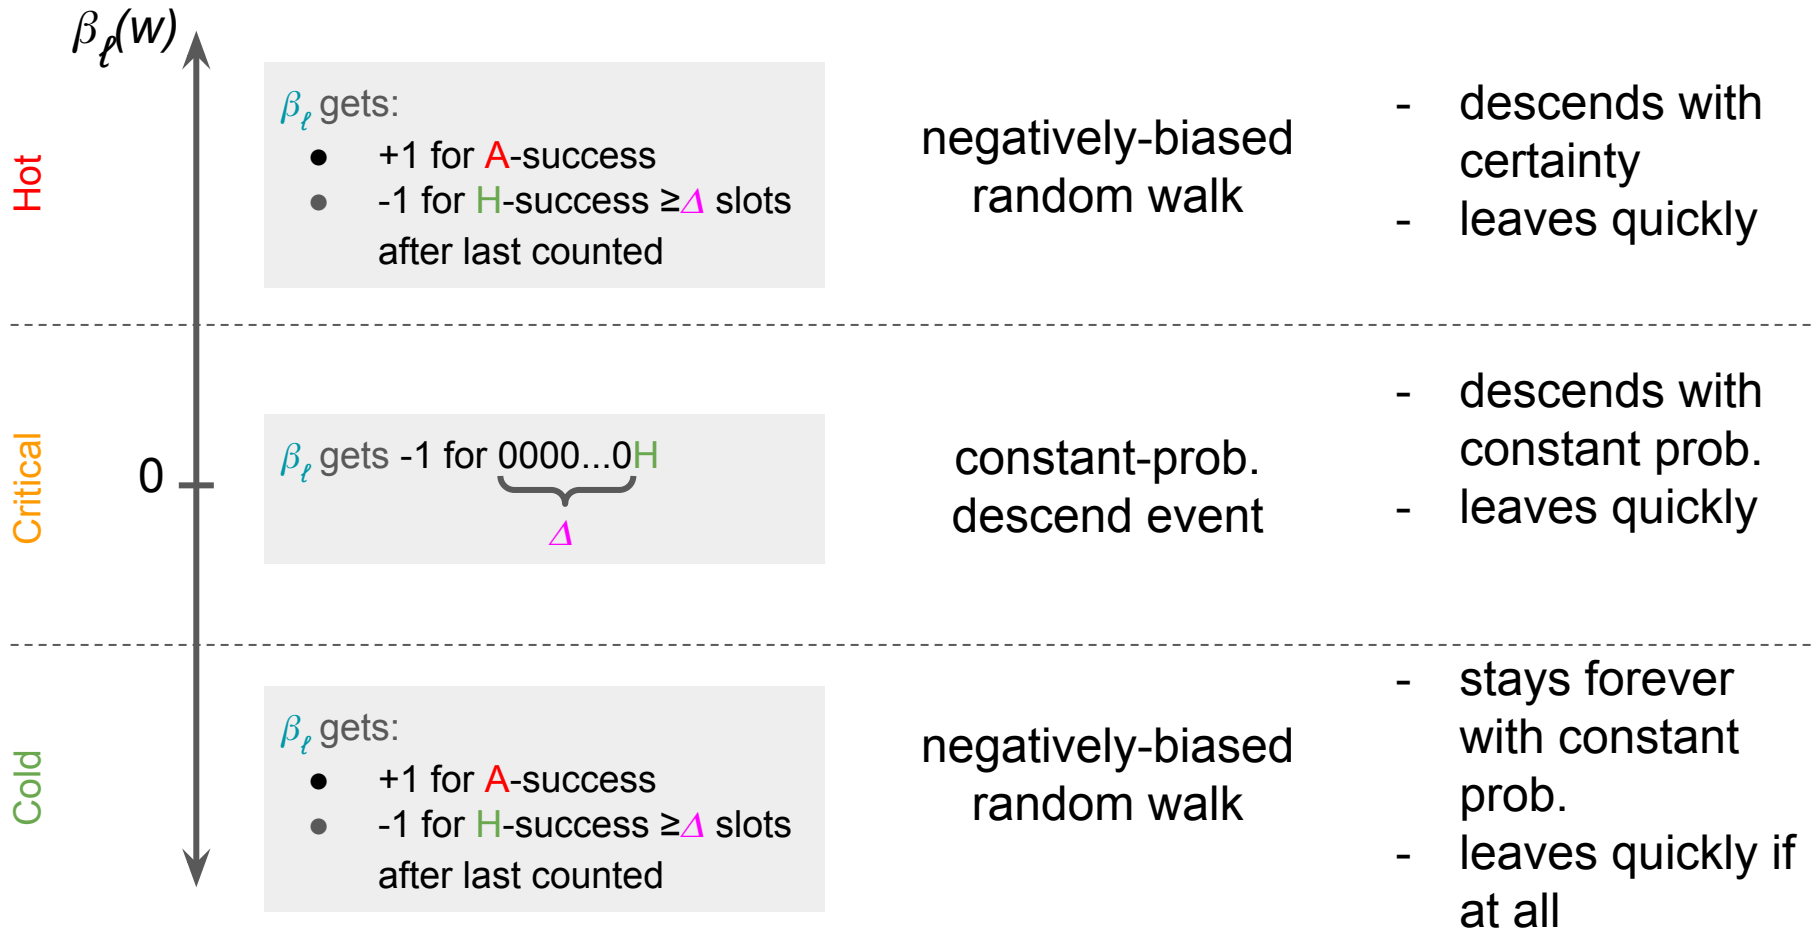 βℓ(w)
Hot
βℓ gets:
● +1 for A-success
● -1 for H-success ≥Δ slots
after last counted
negatively-biased
random walk
- descends with
certainty
- leaves quickly
Critical
0
βℓ gets -1 for 0000...0H
Δ
constant-prob.
descend event
- descends with
constant prob.
- leaves quickly
Cold
βℓ gets:
● +1 for A-success
● -1 for H-success ≥Δ slots
after last counted
negatively-biased
random walk
- stays forever
with constant
prob.
- leaves quickly if
at all